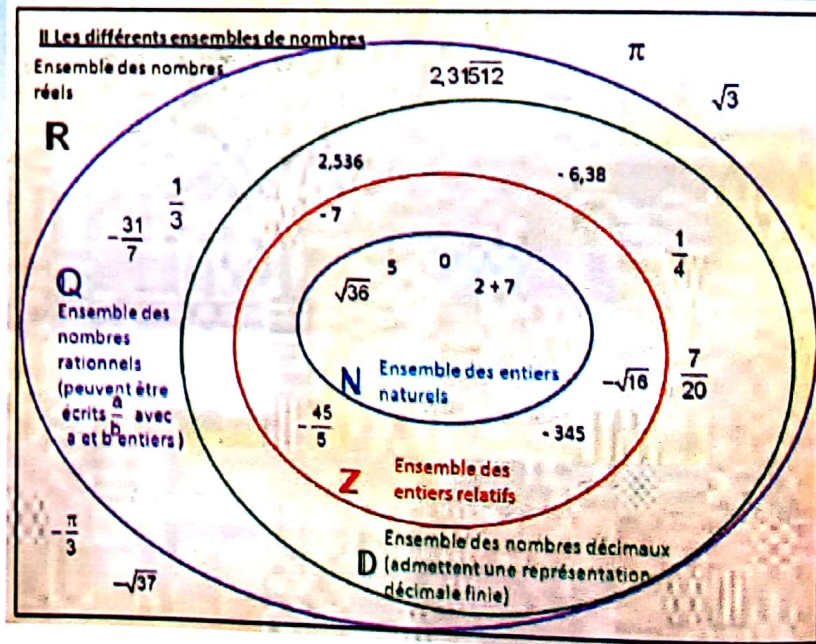 II Les différents ensembles de nombres
Ensemble des nombres
réels
R
π
√3
2,31512
2,536
- 6,38
1/3
- 31/7
- 7
1/4
5
0
√36
2 + 7
Q
Ensemble des
nombres
rationnels
(peuvent être
écrits a/b avec
a et b entiers)
N
Ensemble des entiers
naturels
-√16
7/20
- 45/5
- 345
Z
Ensemble des
entiers relatifs
- π/3
-√37
D
Ensemble des nombres décimaux
(admettent une représentation
décimale finie)